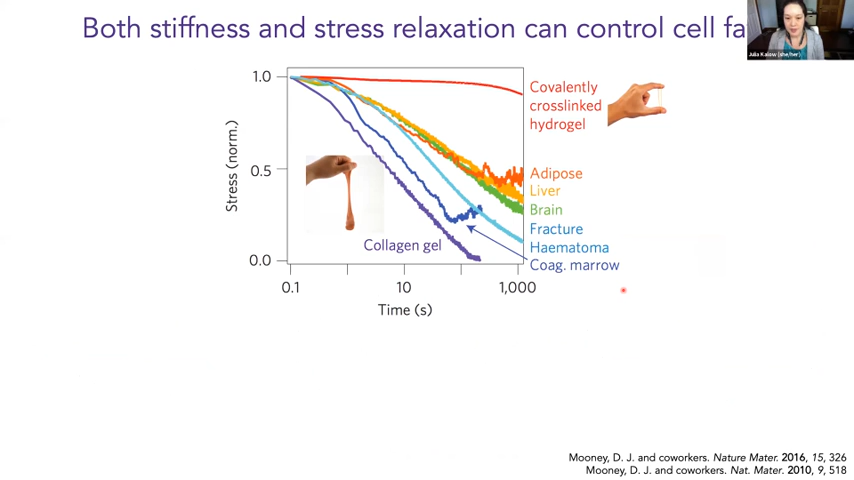 Both stiffness and stress relaxation can control cell fa
Julia Kalow (she/her)
1.0
0.5
0.0
Stress (norm.)
0.1
10
1,000
Time (s)
Covalently
crosslinked
hydrogel
Adipose
Liver
Brain
Fracture
Haematoma
Coag. marrow
Collagen gel
Mooney, D. J. and coworkers. Nature Mater. 2016, 15, 326
Mooney, D. J. and coworkers. Nat. Mater. 2010, 9, 518